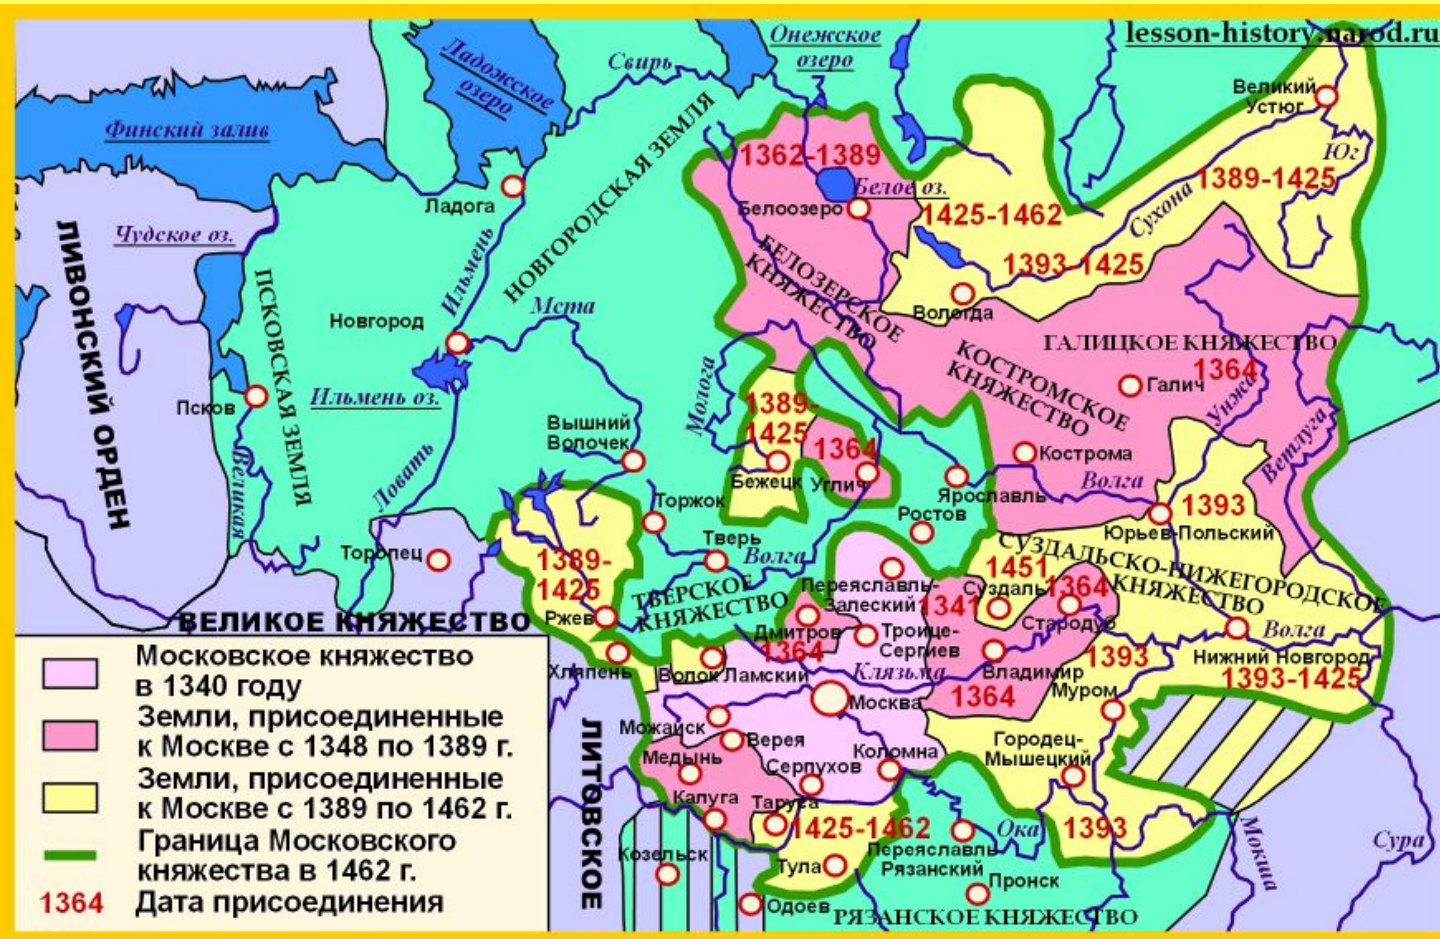 lesson-history.narod.ru
Онежское
озеро
Ладожское
озеро
Свирь
Финский залив
Великий
Устюг
Юг
1362-1389
Белое оз.
1389-1425
Сухона
Ладога
Белоозеро
1425-1462
НОВГОРОДСКАЯ ЗЕМЛЯ
Чудское оз.
ЛИВОНСКИЙ ОРДЕН
ПСКОВСКАЯ ЗЕМЛЯ
Ильмень
БЕЛОЗЕРСКОЕ
КНЯЖЕСТВО
1393-1425
Вологда
Мста
Новгород
ГАЛИЦКОЕ КНЯЖЕСТВО
1364
Галич
КОСТРОМСКОЕ
КНЯЖЕСТВО
Унжа
Ветлуга
Молога
Ильмень оз.
Псков
Великая
Ловать
Вышний
Волочек
1389-
1425
Бежецк
1364
Углич
Кострома
Волга
Ярославль
Ростов
1393
Юрьев-Польский
Торжок
Тверь
Волга
Торопец
1389-
1425
Ржев
ТВЕРСКОЕ
КНЯЖЕСТВО
СУЗДАЛЬСКО-НИЖЕГОРОДСКОЕ
КНЯЖЕСТВО
1451
Суздаль
1364
Стародуб
Переяславль-
Залеский
1341
Дмитров
1364
Троице-
Сергиев
Волга
Нижний Новгород
1393-1425
ВЕЛИКОЕ КНЯЖЕСТВО
Хлепень
Волок Ламский
Клязьма
Владимир
1364
1393
Муром
Москва
Можайск
Верея
Медынь
Серпухов
Коломна
Городец-
Мышецкий
Калуга
Таруса
1425-1462
1393
Ока
Переяславль-
Рязанский
Козельск
Тула
Пронск
Одоев
РЯЗАНСКОЕ КНЯЖЕСТВО
Мокша
Сура
ЛИТОВСКОЕ
Московское княжество
в 1340 году
Земли, присоединенные
к Москве с 1348 по 1389 г.
Земли, присоединенные
к Москве с 1389 по 1462 г.
Граница Московского
княжества в 1462 г.
1364 Дата присоединения